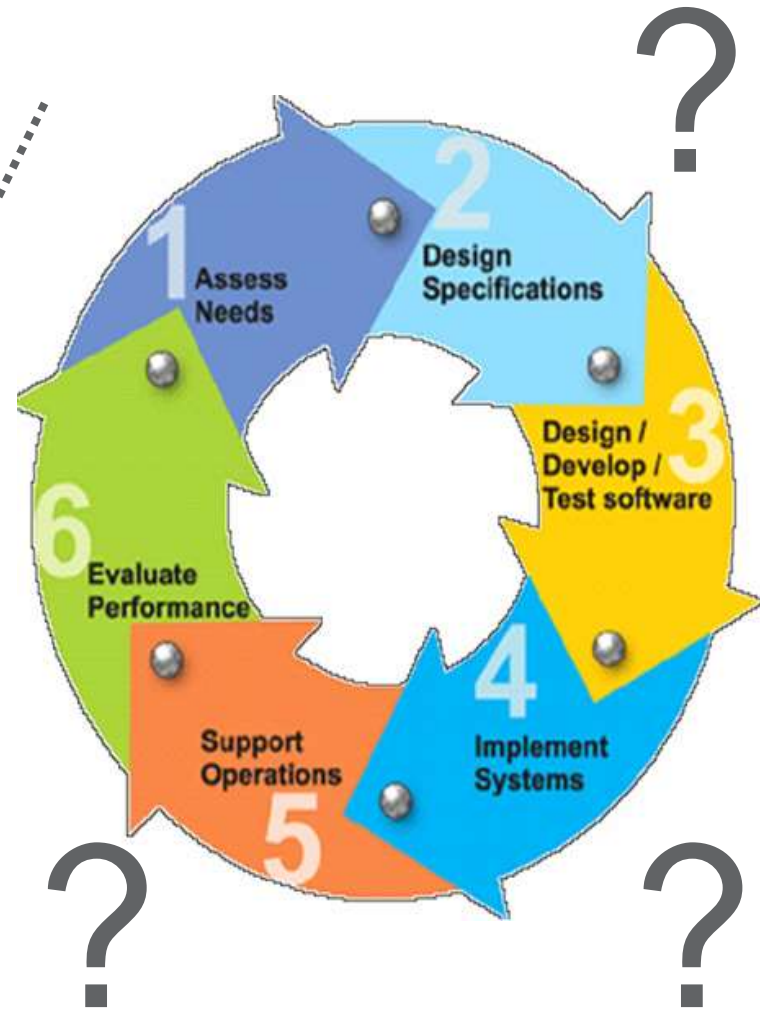 ?
1
Assess
Needs
2
Design
Specifications
3
Design /
Develop /
Test software
4
Implement
Systems
5
Support
Operations
6
Evaluate
Performance
?
?